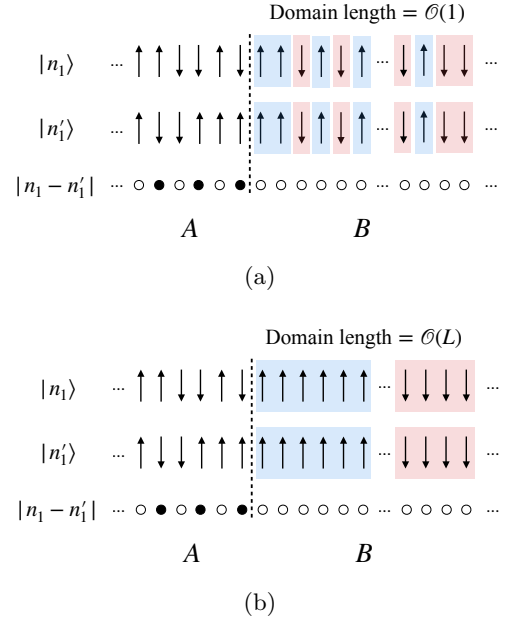 Domain length = 𝒪(1)
|n₁⟩ ... ...  ...
|n₁′⟩ ... ... ...
|n₁ − n₁′| ... ... ...
A B
(a)
Domain length = 𝒪(L)
|n₁⟩ ... ... ...
|n₁′⟩ ... ... ...
|n₁ − n₁′| ... ... ...
A B
(b)